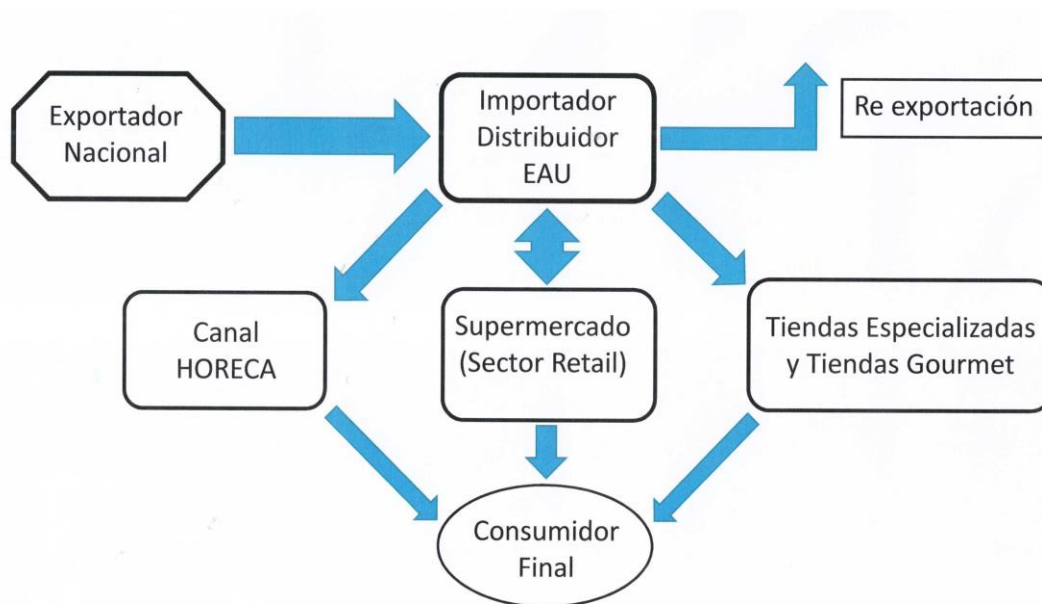 Exportador
Nacional
Importador
Distribuidor
EAU
Re exportación
Canal
HORECA
Supermercado
(Sector Retail)
Tiendas Especializadas
y Tiendas Gourmet
Consumidor
Final